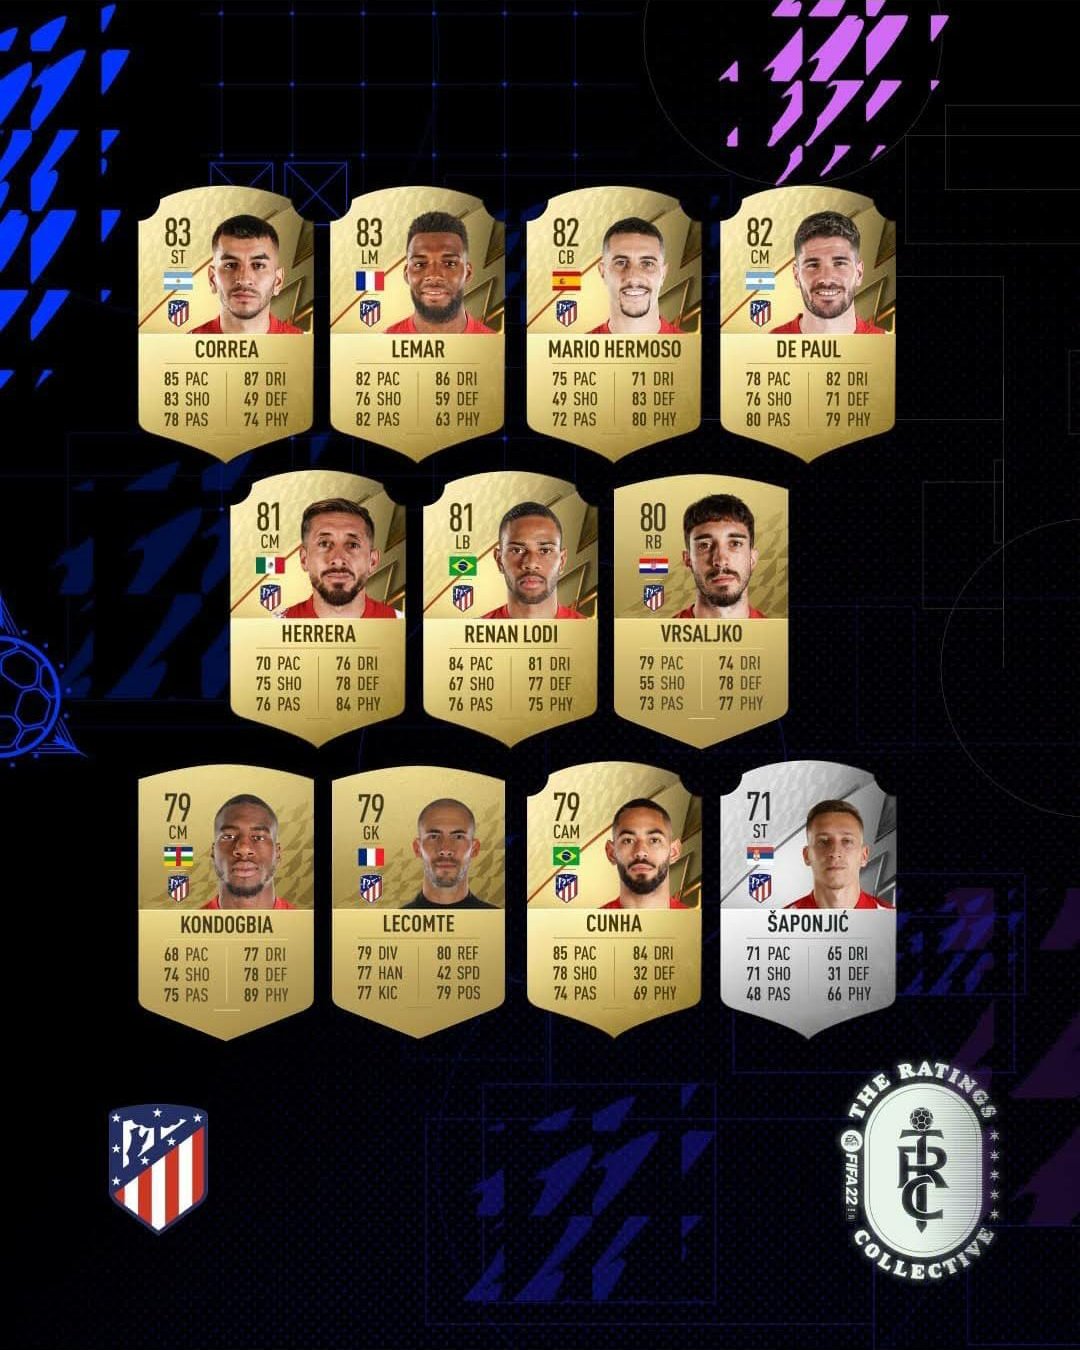 83 83 82 82
ST LM CB CM
CORREA LEMAR MARIO HERMOSO DE PAUL
85 PAC 87 DRI 82 PAC 86 DRI 75 PAC 71 DRI 78 PAC 82 DRI
83 SHO 49 DEF 76 SHO 59 DEF 49 SHO 83 DEF 76 SHO 71 DEF
78 PAS 74 PHY 82 PAS 63 PHY 72 PAS 80 PHY 80 PAS 79 PHY
81 81 80
CM LB RB
HERRERA RENAN LODI VRSALJKO
70 PAC 76 DRI 84 PAC 81 DRI 79 PAC 74 DRI
75 SHO 78 DEF 67 SHO 77 DEF 55 SHO 78 DEF
76 PAS 84 PHY 76 PAS 75 PHY 73 PAS 77 PHY
79 79 79 71
CM GK CAM ST
KONDOGBIA LECOMTE CUNHA ŠAPONJIĆ
68 PAC 77 DRI 79 DIV 80 REF 85 PAC 84 DRI 71 PAC 65 DRI
74 SHO 78 DEF 77 HAN 42 SPD 78 SHO 32 DEF 71 SHO 31 DEF
75 PAS 89 PHY 77 KIC 79 POS 74 PAS 69 PHY 48 PAS 66 PHY
THE RATINGS
EA SPORTS FIFA 22
TRC
COLLECTIVE